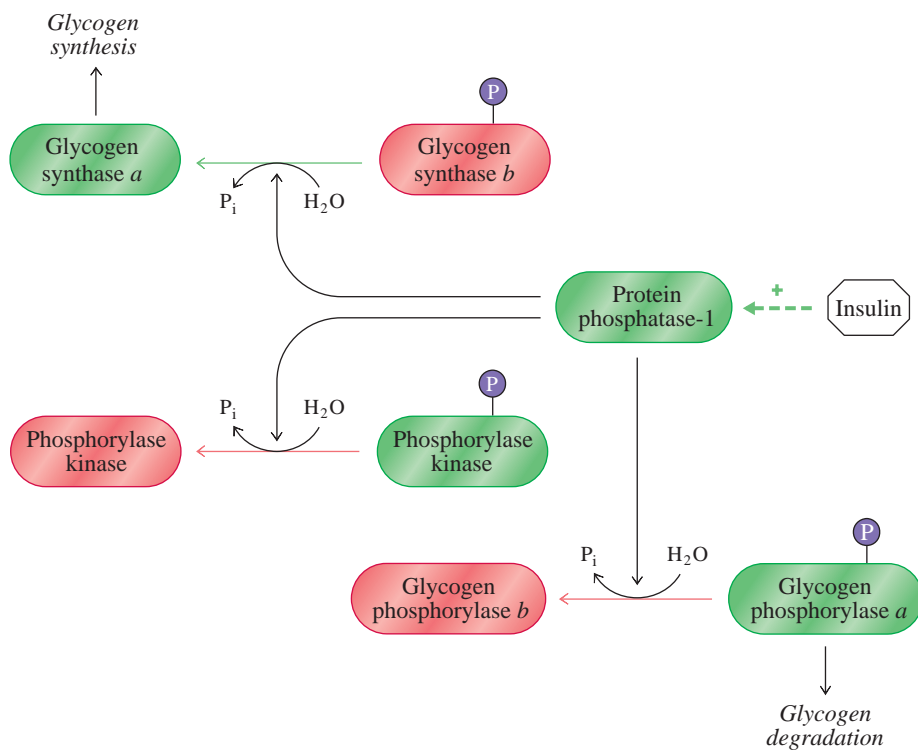 Glycogen
synthesis
P
Glycogen
synthase a
Glycogen
synthase b
Pi
H2O
Protein
phosphatase-1
+
Insulin
P
Pi
H2O
Phosphorylase
kinase
Phosphorylase
kinase
P
Pi
H2O
Glycogen
phosphorylase b
Glycogen
phosphorylase a
Glycogen
degradation